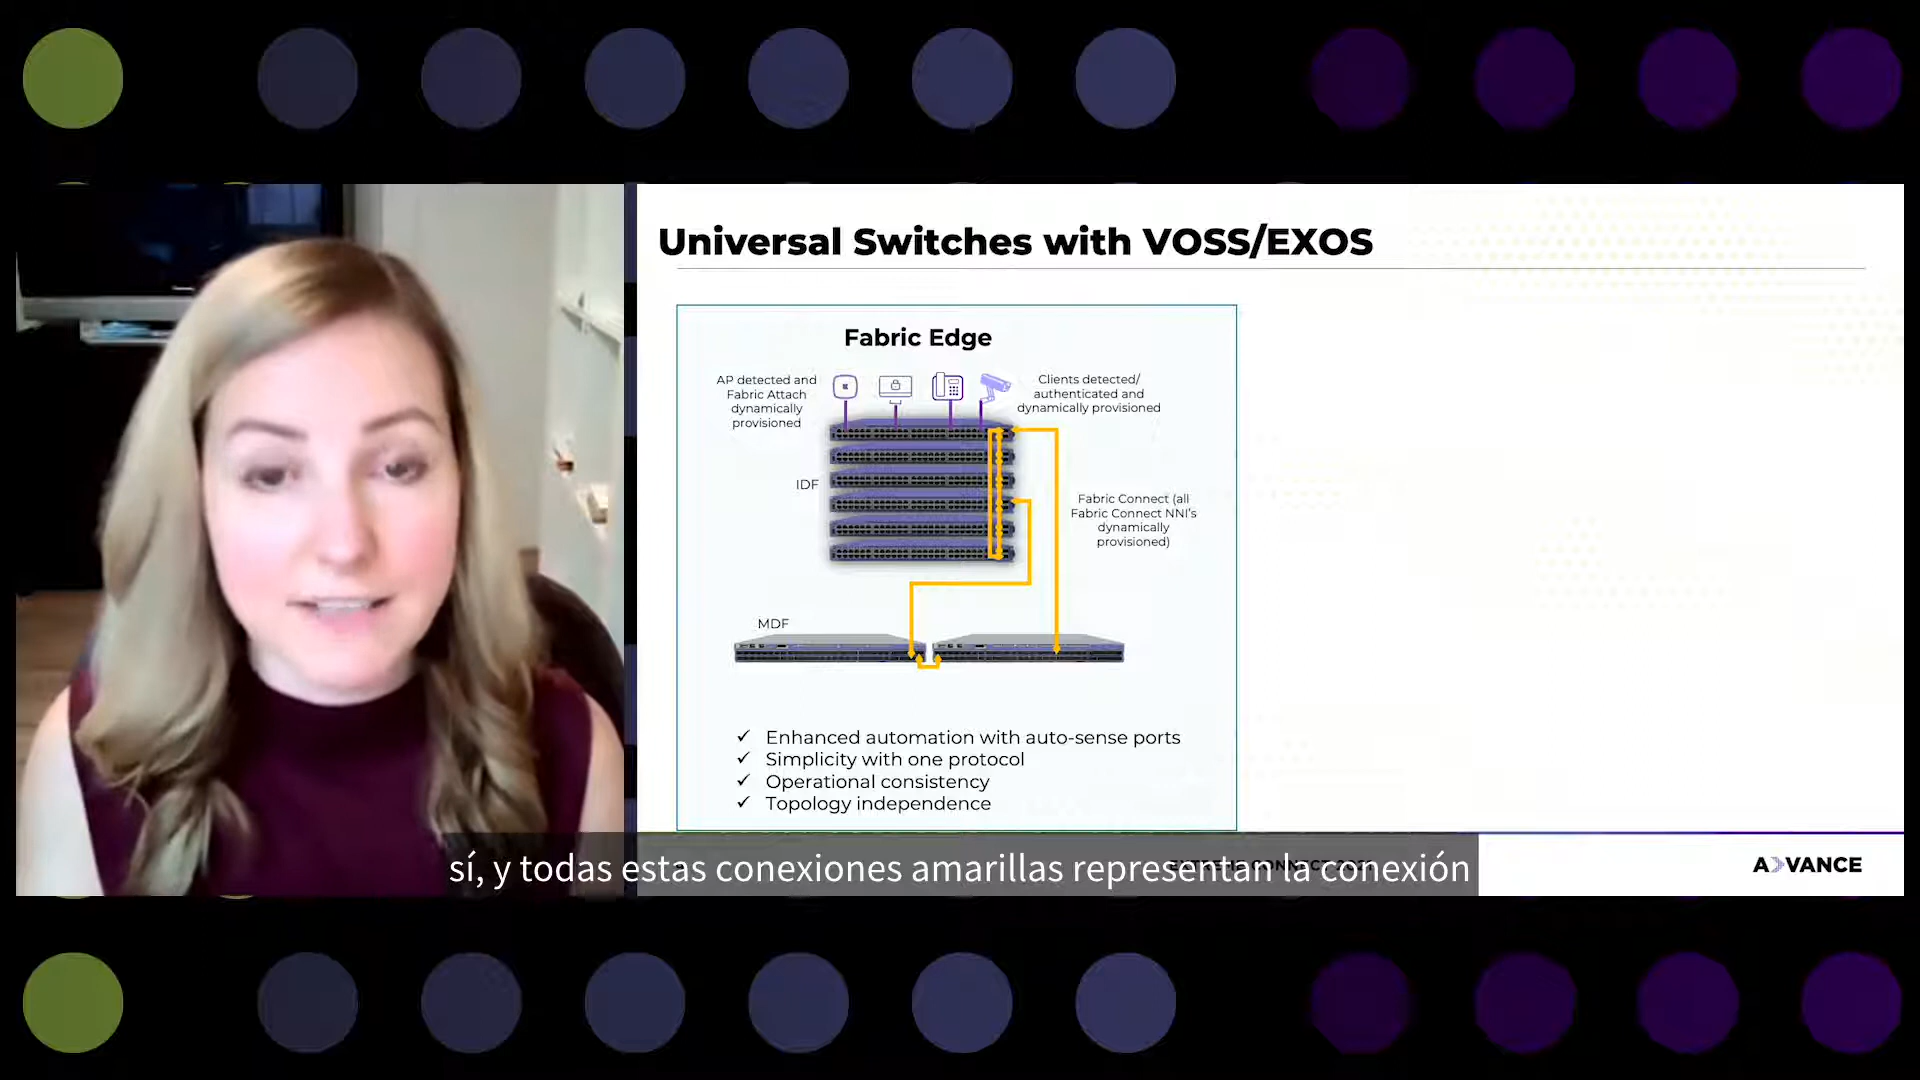 Universal Switches with VOSS/EXOS
Fabric Edge
AP detected and
Fabric Attach
dynamically
provisioned
Clients detected/
authenticated and
dynamically provisioned
IDF
Fabric Connect (all
Fabric Connect NNI's
dynamically
provisioned)
MDF
✓ Enhanced automation with auto-sense ports
✓ Simplicity with one protocol
✓ Operational consistency
✓ Topology independence
sí, y todas estas conexiones amarillas representan la conexión
ADVANCE